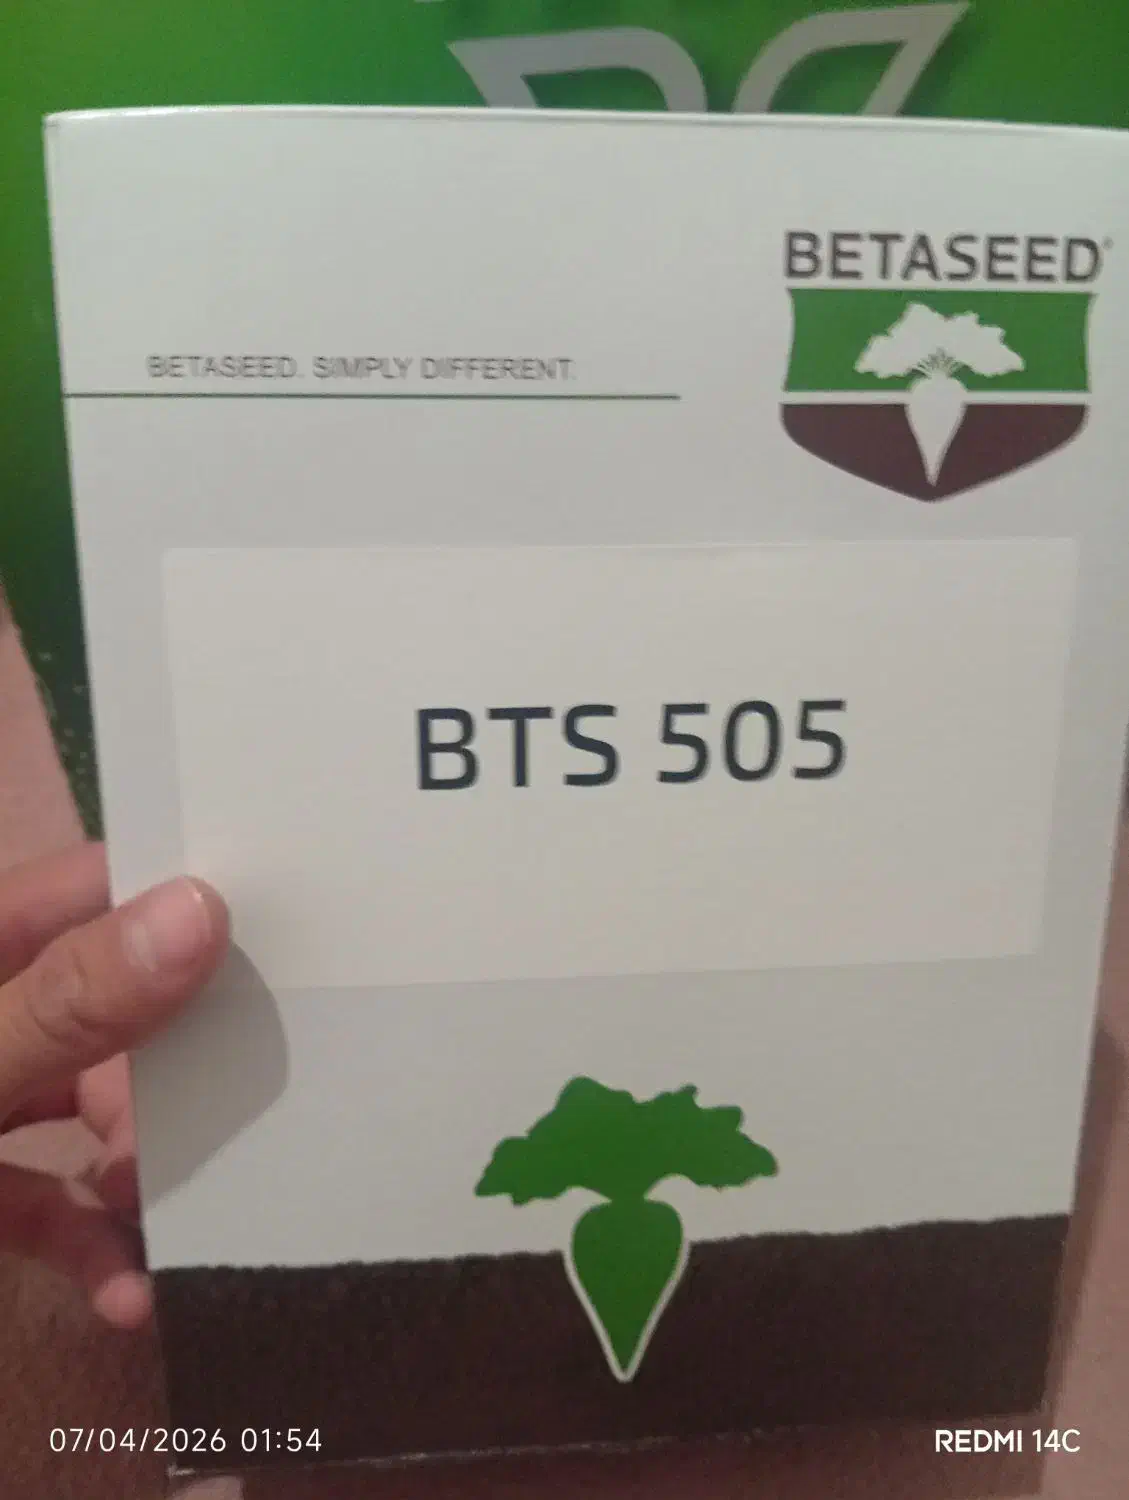 BETASEED®
BETASEED. SIMPLY DIFFERENT.
BTS 505
07/04/2026 01:54
REDMI 14C